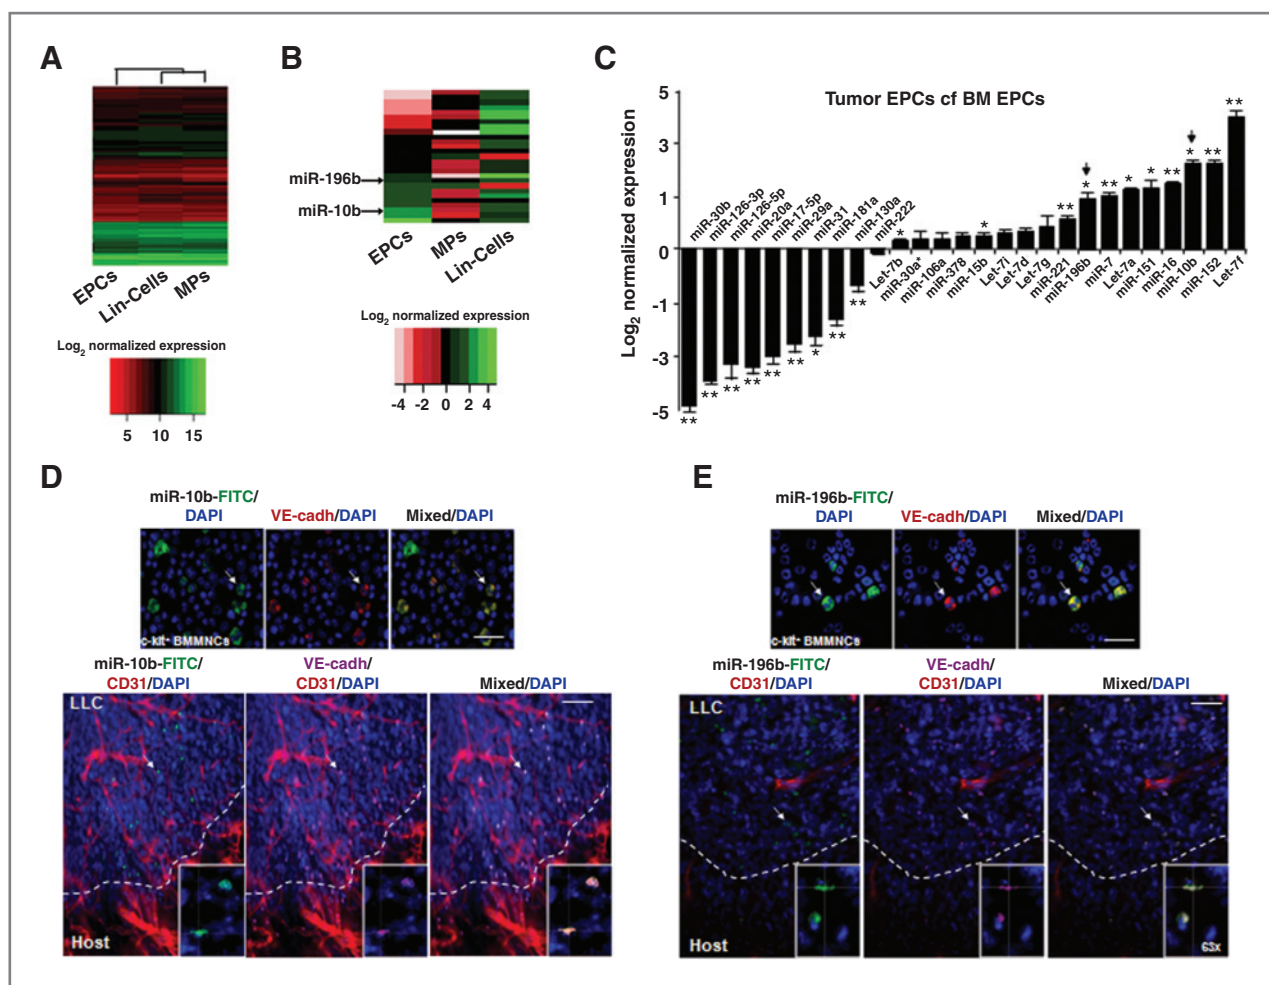 A
EPCs
Lin-Cells
MPs
Log2 normalized expression
5 10 15
B
miR-196b
miR-10b
EPCs
MPs
Lin-Cells
Log2 normalized expression
-4 -2 0 2 4
C
Tumor EPCs cf BM EPCs
Log2 normalized expression
5
3
1
0
-1
-3
-5
miR-30b
miR-126-3p
miR-126-5p
miR-20a
miR-17-5p
miR-29a
miR-31
miR-181a
miR-130a
miR-222
Let-7b
miR-30a*
miR-106a
miR-378
miR-15b
Let-7i
Let-7d
Let-7g
miR-221
miR-196b
miR-7
Let-7a
miR-151
miR-16
miR-10b
miR-152
Let-7f
** ** ** ** ** ** * ** **
* * ** * ** * * ** * ** **
D
miR-10b-FITC/
DAPI VE-cadh/DAPI Mixed/DAPI
c-kit+ BMMNCs
miR-10b-FITC/ VE-cadh/
CD31/DAPI CD31/DAPI Mixed/DAPI
LLC
Host
E
miR-196b-FITC/
DAPI VE-cadh/DAPI Mixed/DAPI
c-kit+ BMMNCs
miR-196b-FITC/ VE-cadh/
CD31/DAPI CD31/DAPI Mixed/DAPI
LLC
Host
63x